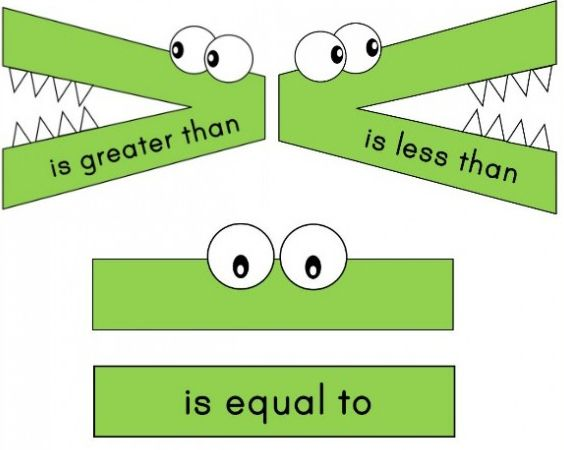 is greater than
is less than
is equal to